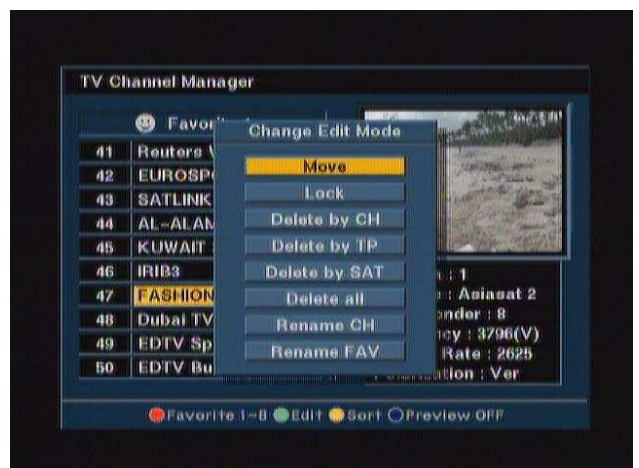 TV Channel Manager
Favor
41 Reuters
42 EUROSP
43 SATLINK
44 AL-ALAM
45 KUWAIT
46 IRIB3
47 FASHION
48 Dubai TV
49 EDTV Sp
50 EDTV Bu
Change Edit Mode
Move
Lock
Delete by CH
Delete by TP
Delete by SAT
Delete all
Rename CH
Rename FAV
: 1
: Asiasat 2
onder : 8
ncy : 3796(V)
Rate : 2625
ation : Ver
Favorite 1~8 Edit Sort Preview OFF